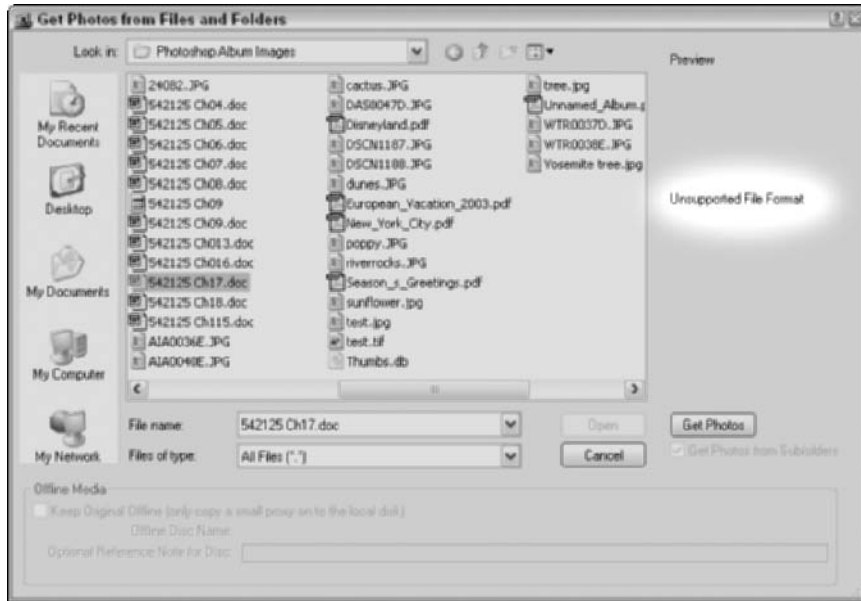 Get Photos from Files and Folders
Look in: Photoshop Album Images
Preview
My Recent Documents
Desktop
My Documents
My Computer
My Network
24082.JPG
542125 Ch04.doc
542125 Ch05.doc
542125 Ch06.doc
542125 Ch07.doc
542125 Ch08.doc
542125 Ch09
542125 Ch09.doc
542125 Ch013.doc
542125 Ch016.doc
542125 Ch17.doc
542125 Ch18.doc
542125 Ch115.doc
AIA0036E.JPG
AIA0040E.JPG
cactus.JPG
DAS0047D.JPG
Disneyland.pdf
DSCN1187.JPG
DSCN1188.JPG
dunes.JPG
European_Vacation_2003.pdf
New_York_City.pdf
poppy.JPG
riverrocks.JPG
Season_s_Greetings.pdf
sunflower.jpg
test.jpg
test.tif
Thumbs.db
tree.jpg
Unnamed_Album.p
WTR0037D.JPG
WTR0038E.JPG
Yosemite tree.jpg
Unsupported File Format
File name: 542125 Ch17.doc Open Get Photos
Get Photos from Subfolders
Files of type: All Files (*.*) Cancel
Offline Media
Keep Original Offline (only copy a small proxy on to the local disk)
Offline Disc Name:
Optional Reference Note for Disc: